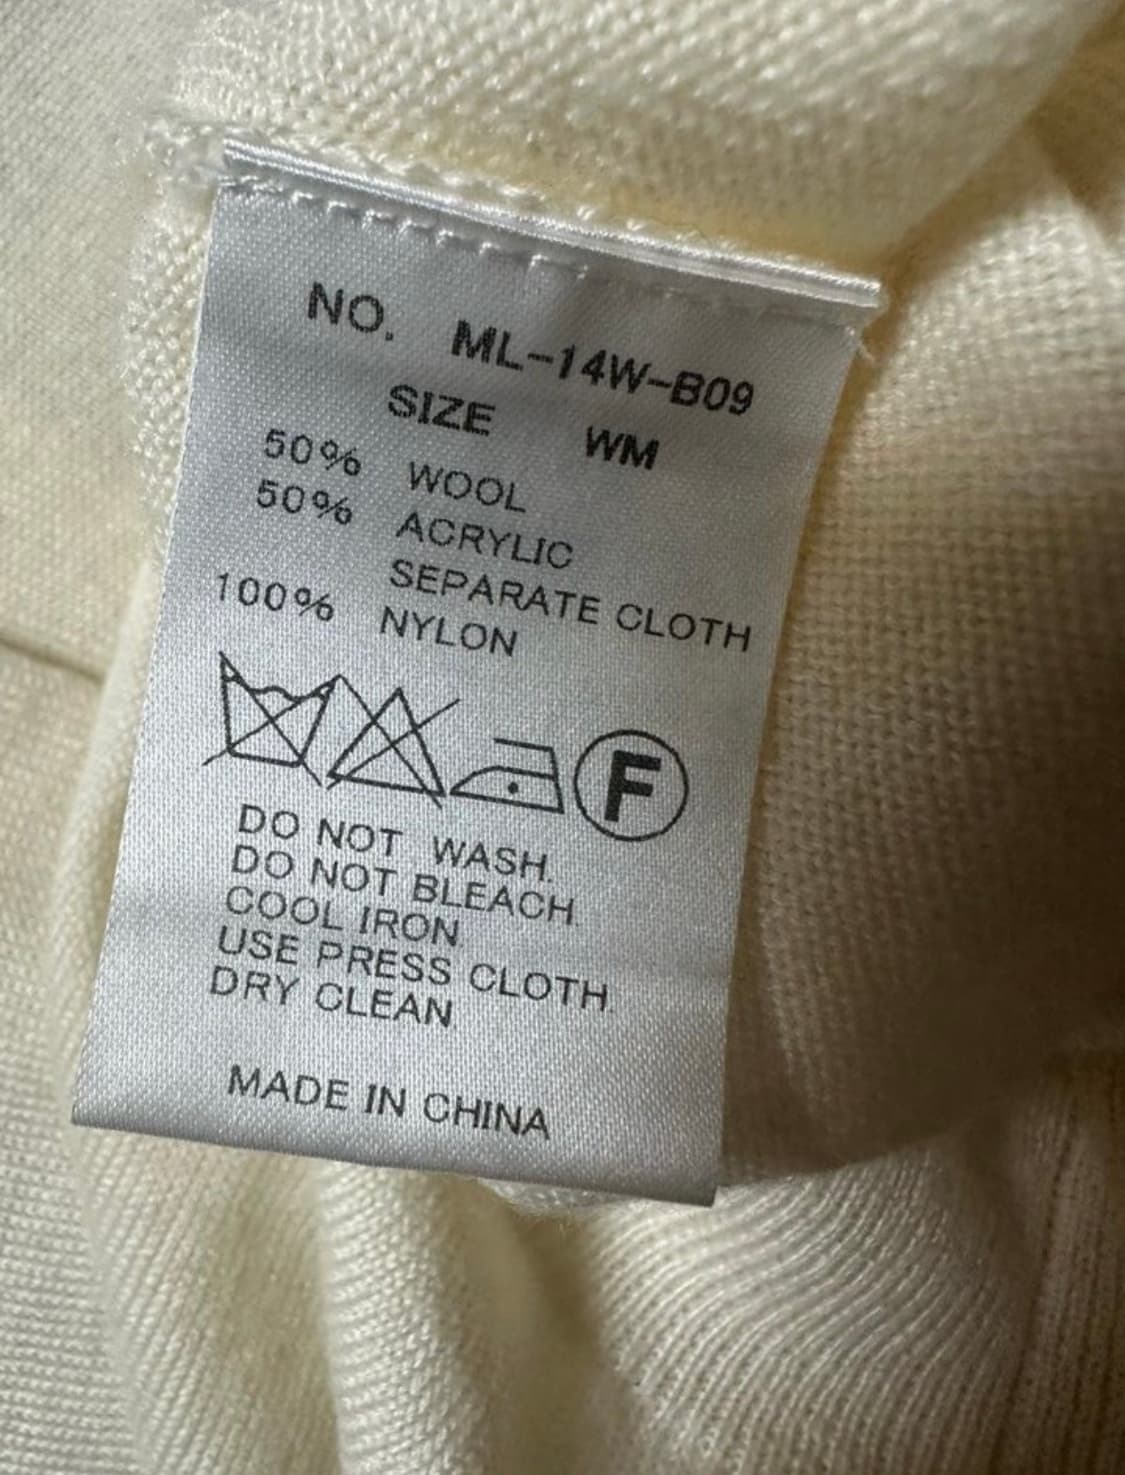 NO. ML-14W-B09
SIZE WM
50% WOOL
50% ACRYLIC
SEPARATE CLOTH
100% NYLON
F
DO NOT WASH.
DO NOT BLEACH.
COOL IRON.
USE PRESS CLOTH.
DRY CLEAN.
MADE IN CHINA